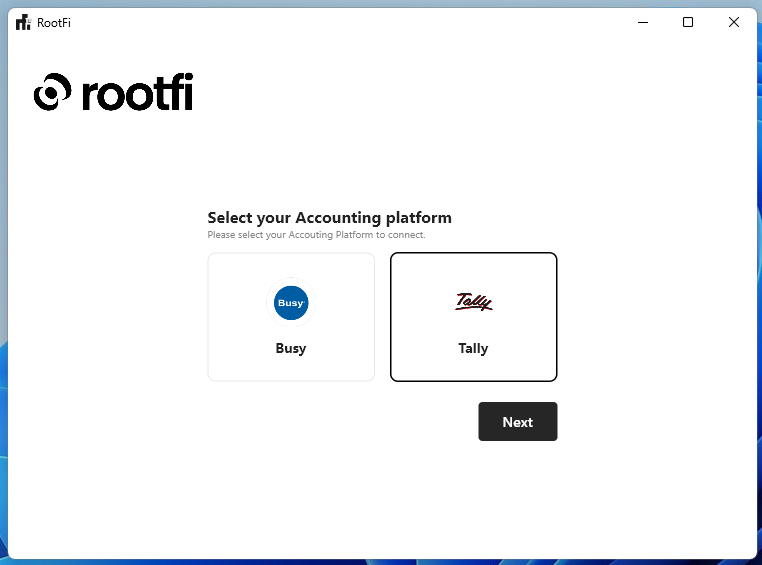 RootFi
rootfi
Select your Accounting platform
Please select your Accouting Platform to connect.
Busy
Tally
Busy
Tally
Next